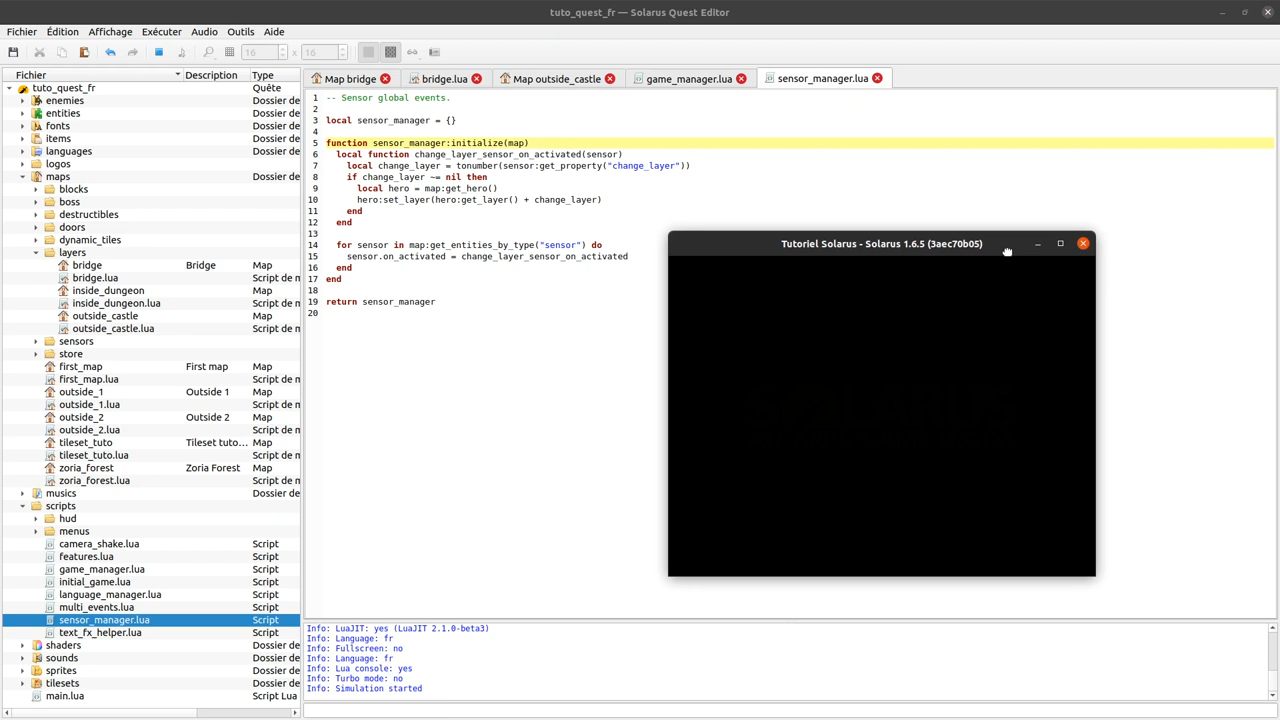 tuto_quest_fr — Solarus Quest Editor
Fichier Édition Affichage Exécuter Audio Outils Aide
16 x 16
Fichier Description Type
tuto_quest_fr Quête
enemies Dossier de
entities Dossier de
fonts Dossier de
items Dossier de
languages Dossier de
logos Dossier de
maps Dossier de
blocks
boss
destructibles
doors
dynamic_tiles
layers
bridge Bridge Map
bridge.lua Script de m
inside_dungeon Map
inside_dungeon.lua Script de m
outside_castle Map
outside_castle.lua Script de m
sensors
store
first_map First map Map
first_map.lua Script de m
outside_1 Outside 1 Map
outside_1.lua Script de m
outside_2 Outside 2 Map
outside_2.lua Script de m
tileset_tuto Tileset tuto... Map
tileset_tuto.lua Script de m
zoria_forest Zoria Forest Map
zoria_forest.lua Script de m
musics Dossier de
scripts Dossier de
hud
menus
camera_shake.lua Script
features.lua Script
game_manager.lua Script
initial_game.lua Script
language_manager.lua Script
multi_events.lua Script
sensor_manager.lua Script
text_fx_helper.lua Script
shaders Dossier de
sounds Dossier de
sprites Dossier de
tilesets Dossier de
main.lua Script Lua
Map bridge bridge.lua Map outside_castle game_manager.lua sensor_manager.lua
1 -- Sensor global events.
2
3 local sensor_manager = {}
4
5 function sensor_manager:initialize(map)
6 local function change_layer_sensor_on_activated(sensor)
7 local change_layer = tonumber(sensor:get_property("change_layer"))
8 if change_layer ~= nil then
9 local hero = map:get_hero()
10 hero:set_layer(hero:get_layer() + change_layer)
11 end
12 end
13
14 for sensor in map:get_entities_by_type("sensor") do
15 sensor.on_activated = change_layer_sensor_on_activated
16 end
17 end
18
19 return sensor_manager
20
Tutoriel Solarus - Solarus 1.6.5 (3aec70b05)
Info: LuaJIT: yes (LuaJIT 2.1.0-beta3)
Info: Language: fr
Info: Fullscreen: no
Info: Language: fr
Info: Lua console: yes
Info: Turbo mode: no
Info: Simulation started